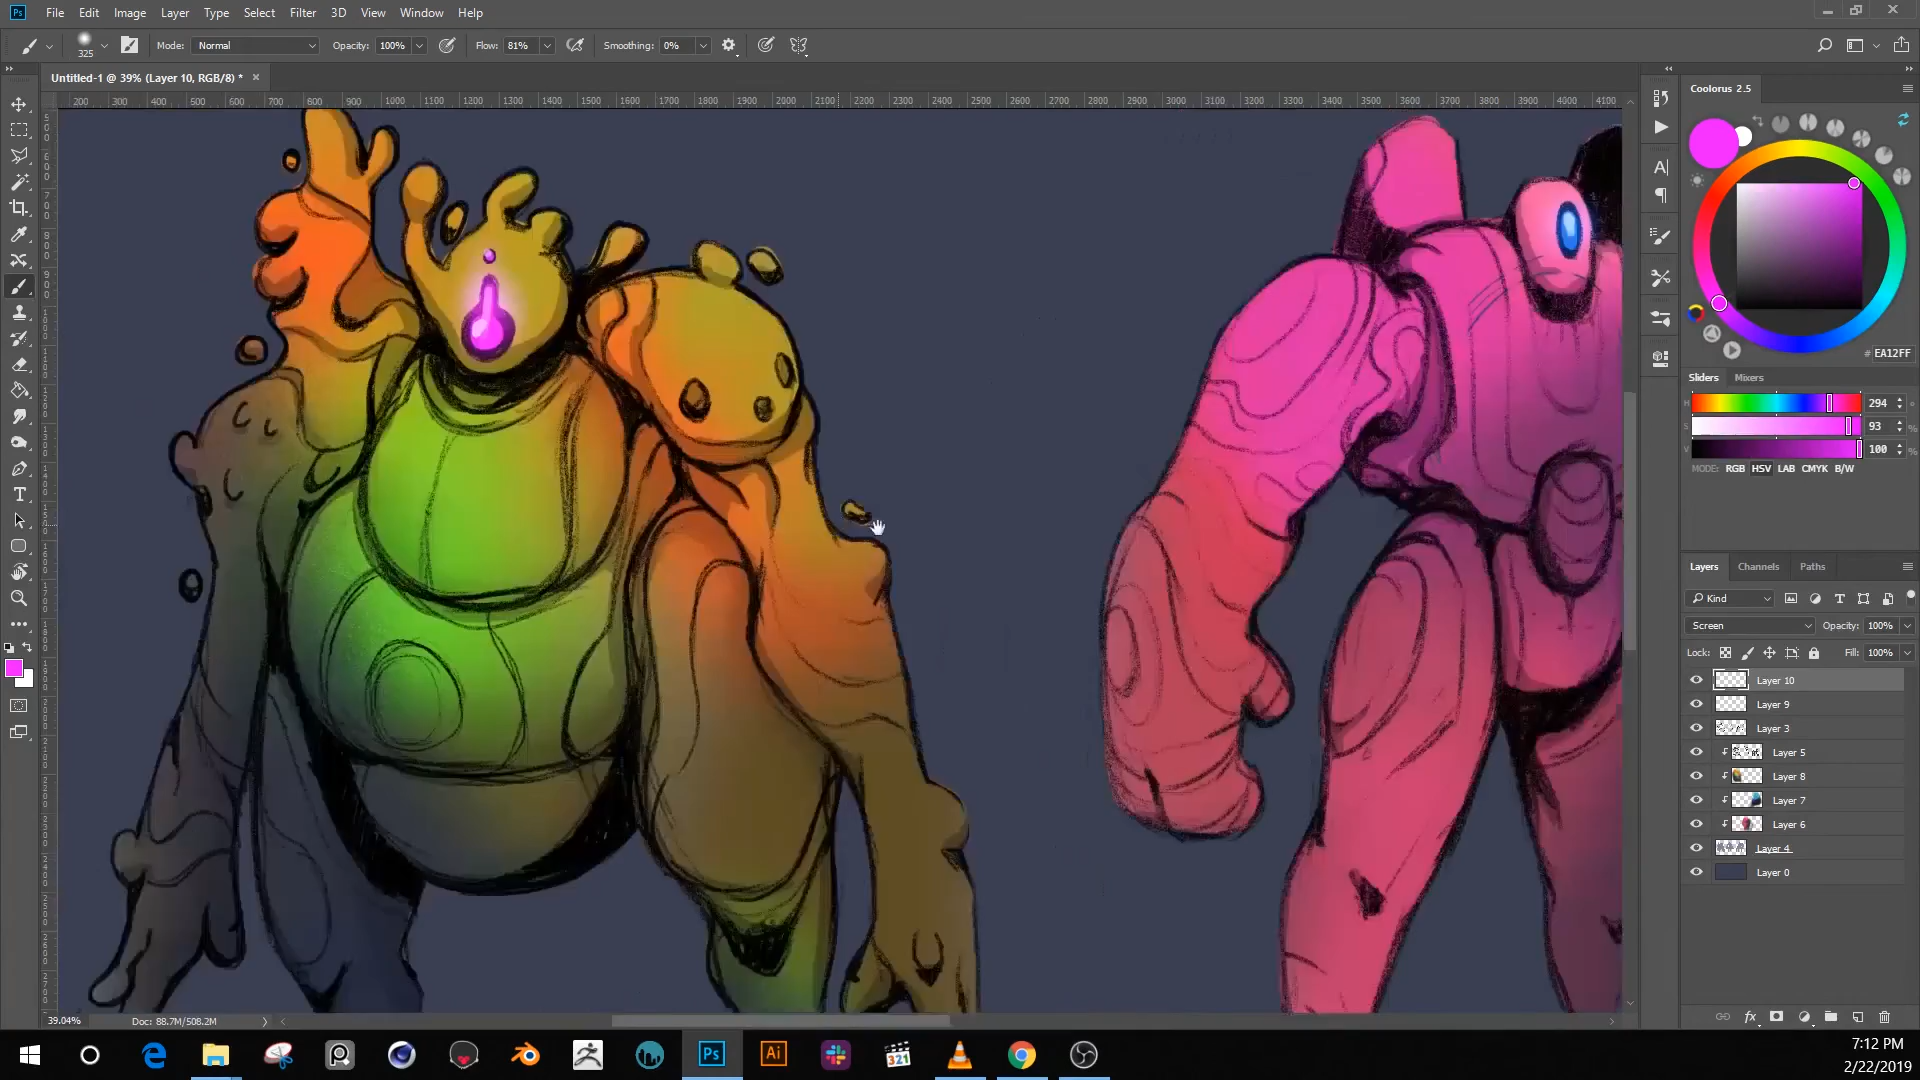 Ps File Edit Image Layer Type Select Filter 3D View Window Help
325 Mode: Normal Opacity: 100% Flow: 81% Smoothing: 0%
Untitled-1 @ 39% (Layer 10, RGB/8) * ×
200 300 400 500 600 700 800 900 1000 1100 1200 1300 1400 1500 1600 1700 1800 1900 2000 2100 2200 2300 2400 2500 2600 2700 2800 2900 3000 3100 3200 3300 3400 3500 3600 3700 3800 3900 4000 4100
Coolorus 2.5
# EA12FF
Sliders Mixers
H 294 °
S 93 %
V 100 %
MODE: RGB HSV LAB CMYK B/W
Layers Channels Paths
Kind
Screen Opacity: 100%
Lock: Fill: 100%
Layer 10
Layer 9
Layer 3
Layer 5
Layer 8
Layer 7
Layer 6
Layer 4
Layer 0
39.04% Doc: 88.7M/508.2M
Ps Ai 321
7:12 PM
2/22/2019